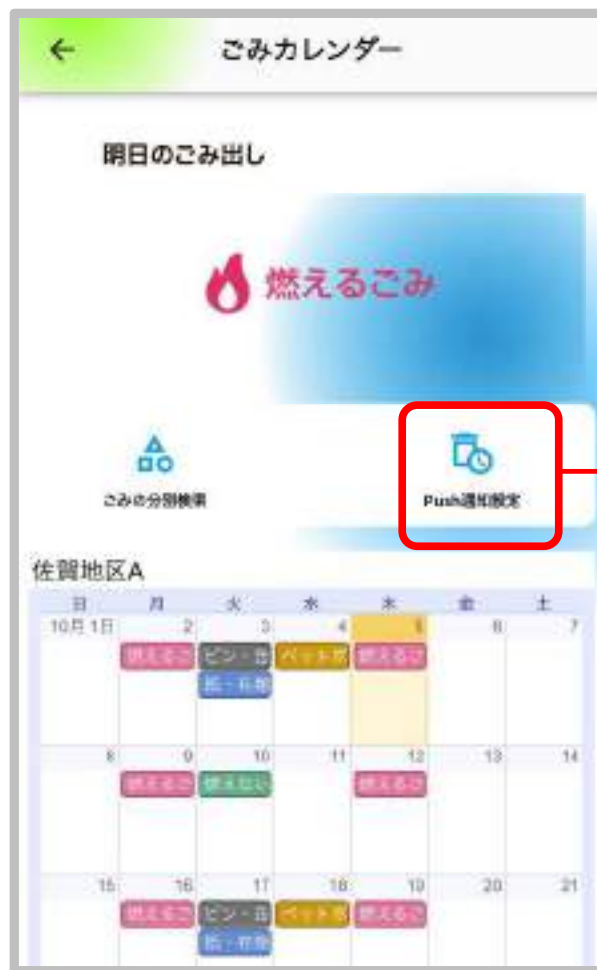 ごみカレンダー
明日のごみ出し
燃えるごみ
ごみの分別検索
Push通知設定
佐賀地区A
日 月 火 水 木 金 土
10月 1日 2 3 4 5 6 7
燃えるご ビン・缶 ペットボ 燃えるご
紙・布類
8 9 10 11 12 13 14
燃えるご 燃えない 燃えるご
15 16 17 18 19 20 21
燃えるご ビン・缶 ペットボ 燃えるご
紙・布類